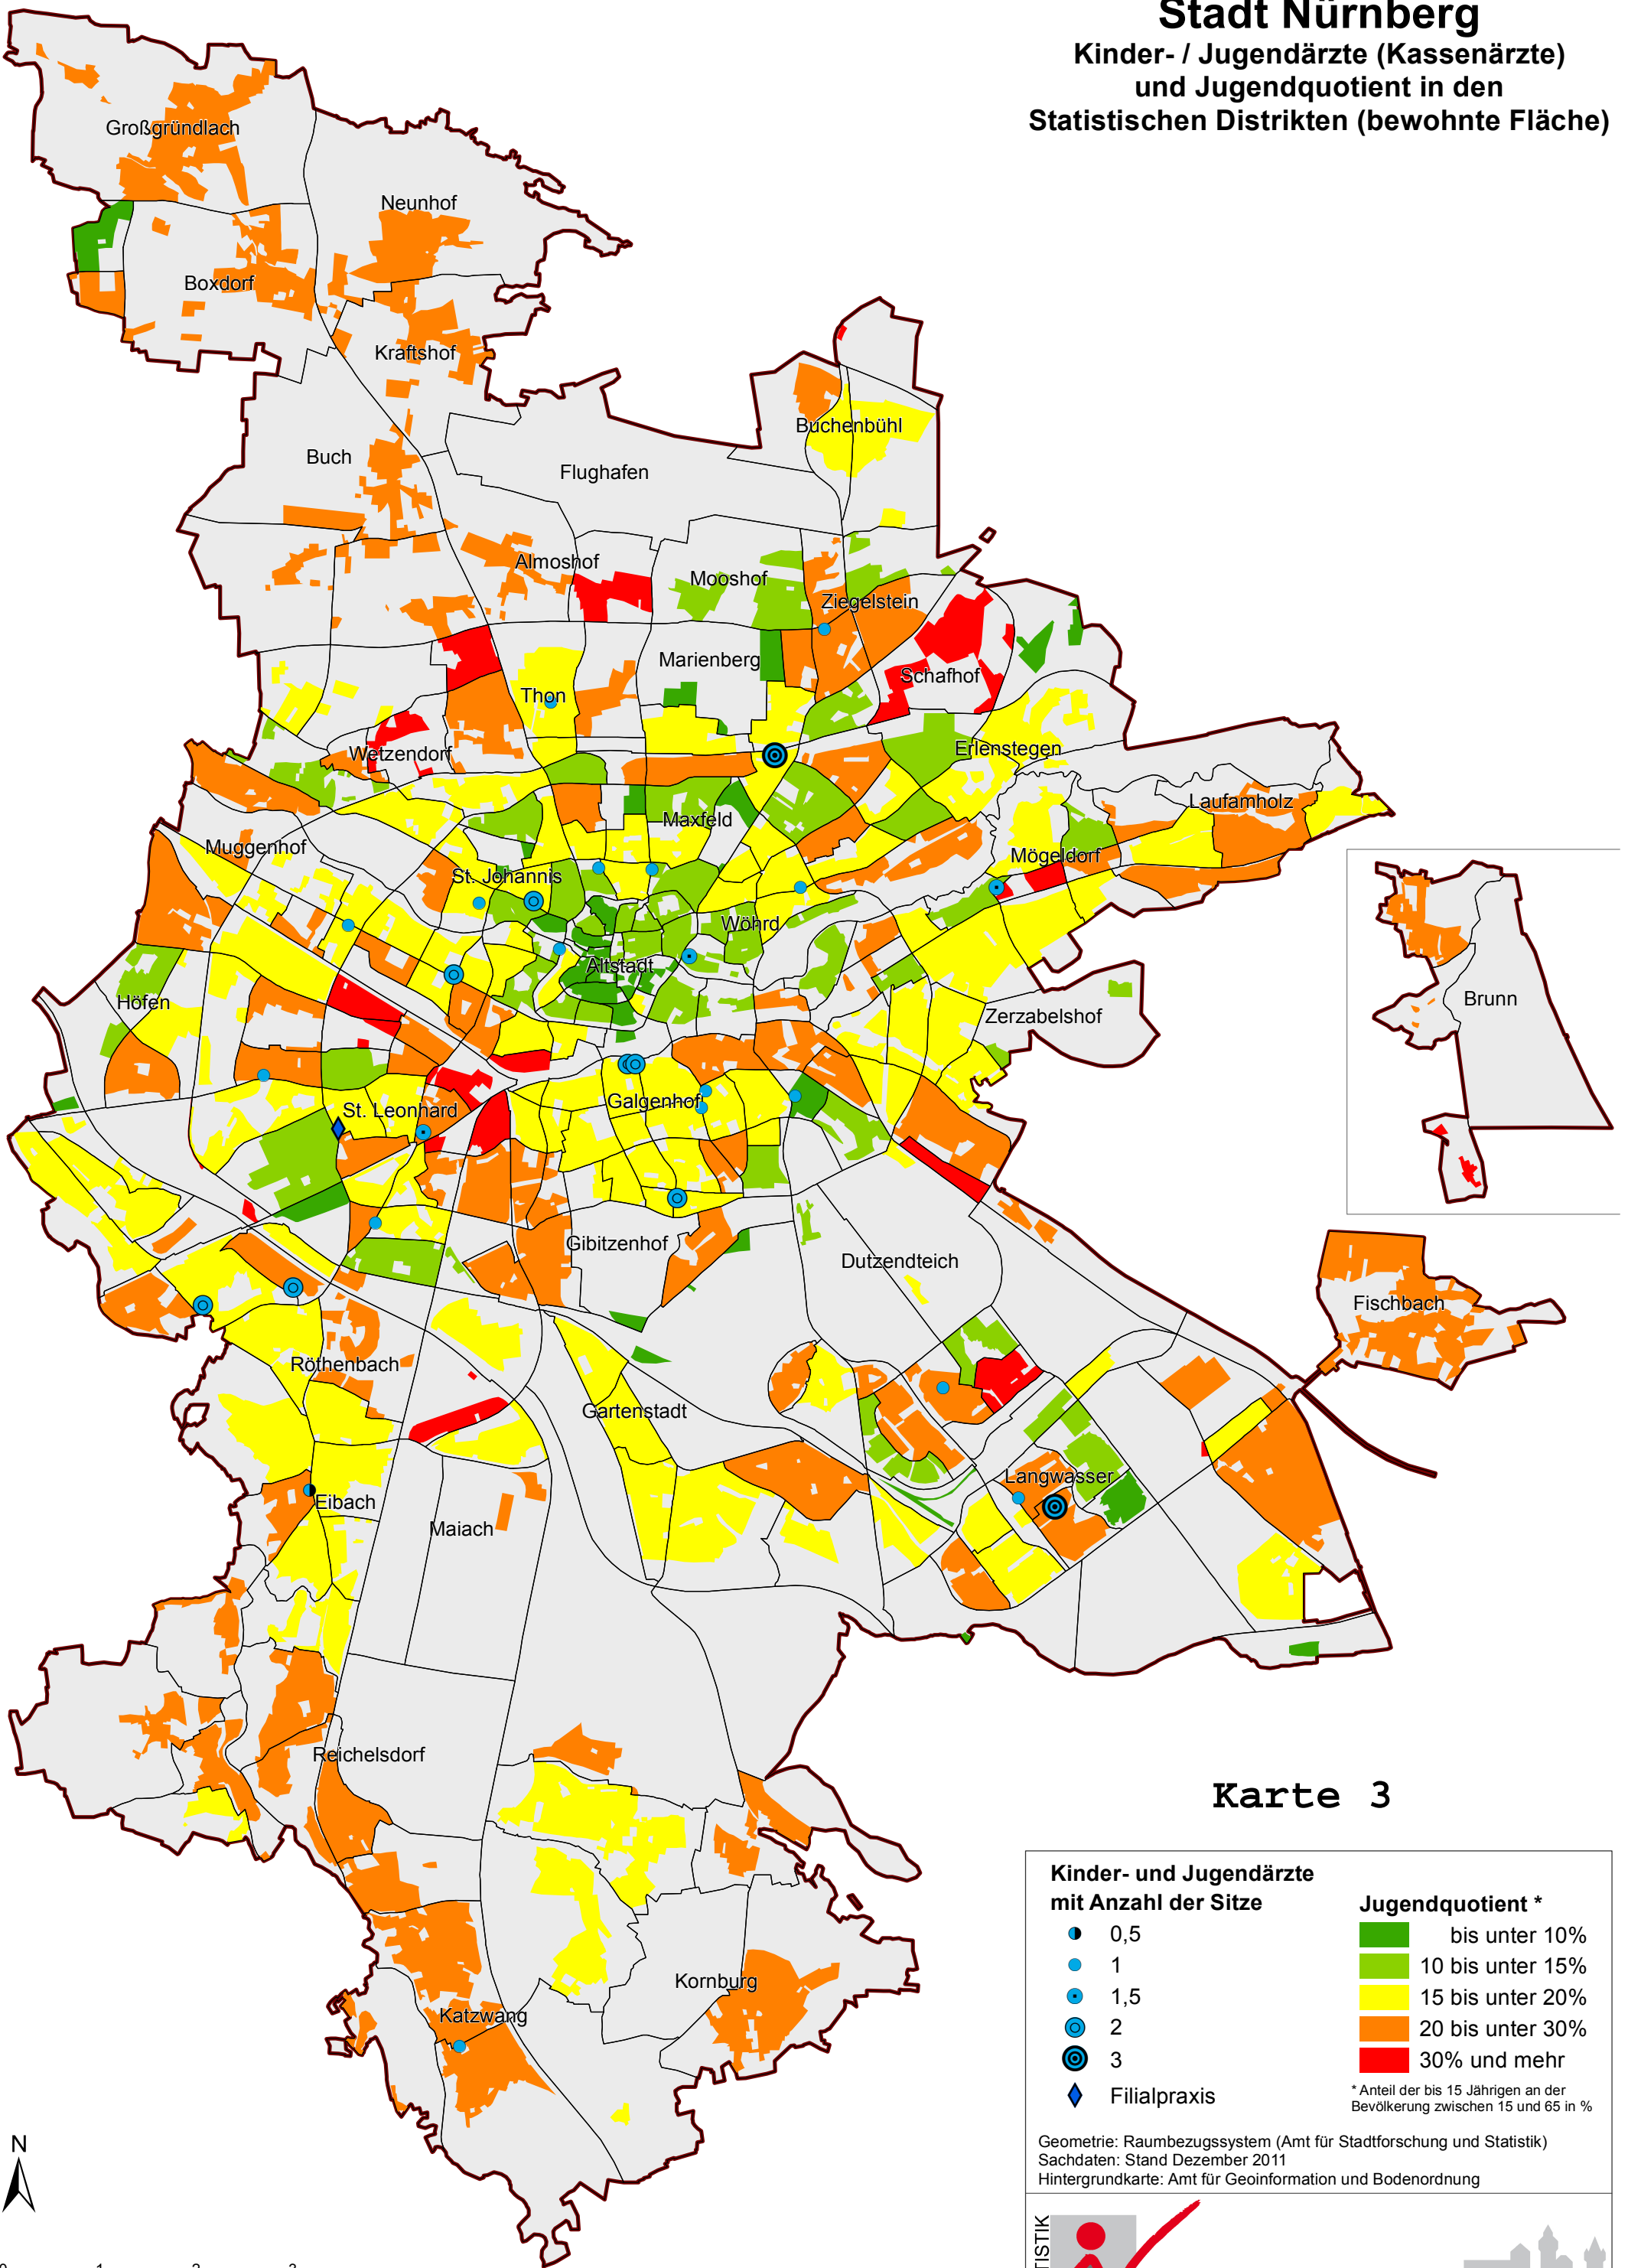 Stadt Nürnberg
Kinder- / Jugendärzte (Kassenärzte)
und Jugendquotient in den
Statistischen Distrikten (bewohnte Fläche)
Großgründlach
Neunhof
Boxdorf
Kraftshof
Buchenbühl
Buch
Flughafen
Almoshof
Mooshof
Ziegelstein
Marienberg
Schafhof
Thon
Wetzendorf
Erlenstegen
Laufamholz
Maxfeld
Muggenhof
Mögeldorf
St. Johannis
Wöhrd
Altstadt
Höfen
Zerzabelshof
Brunn
St. Leonhard
Galgenhof
Gibitzenhof
Dutzendteich
Fischbach
Röthenbach
Gartenstadt
Langwasser
Eibach
Maiach
Reichelsdorf
Kornburg
Katzwang
Karte 3
Kinder- und Jugendärzte
mit Anzahl der Sitze
0,5
1
1,5
2
3
Filialpraxis
Jugendquotient *
bis unter 10%
10 bis unter 15%
15 bis unter 20%
20 bis unter 30%
30% und mehr
* Anteil der bis 15 Jährigen an der
Bevölkerung zwischen 15 und 65 in %
Geometrie: Raumbezugssystem (Amt für Stadtforschung und Statistik)
Sachdaten: Stand Dezember 2011
Hintergrundkarte: Amt für Geoinformation und Bodenordnung
N